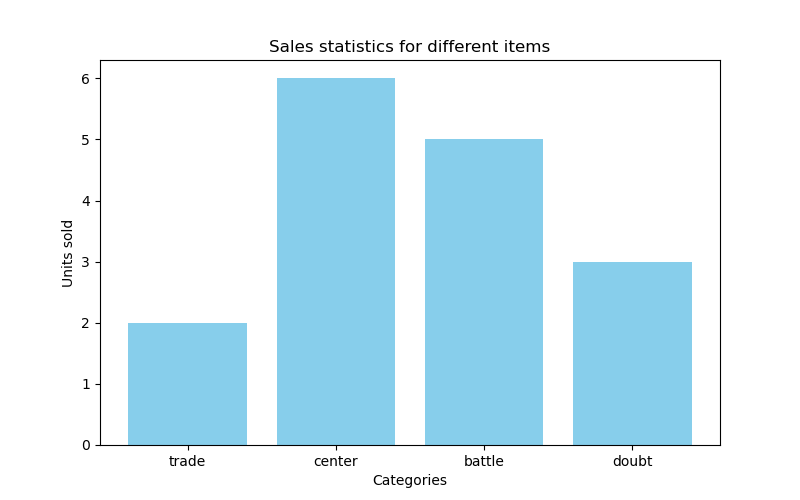 Sales statistics for different items
Units sold
6
5
4
3
2
1
0
trade center battle doubt
Categories